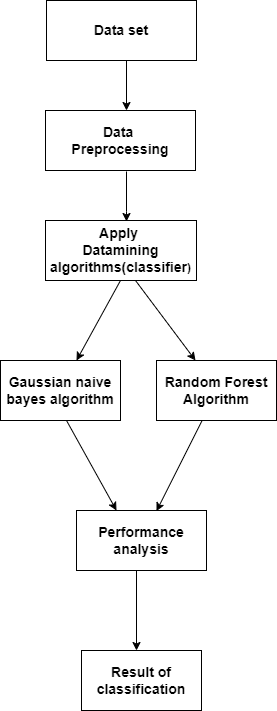 Data set
Data
Preprocessing
Apply
Datamining
algorithms(classifier)
Gaussian naive
bayes algorithm
Random Forest
Algorithm
Performance
analysis
Result of
classification